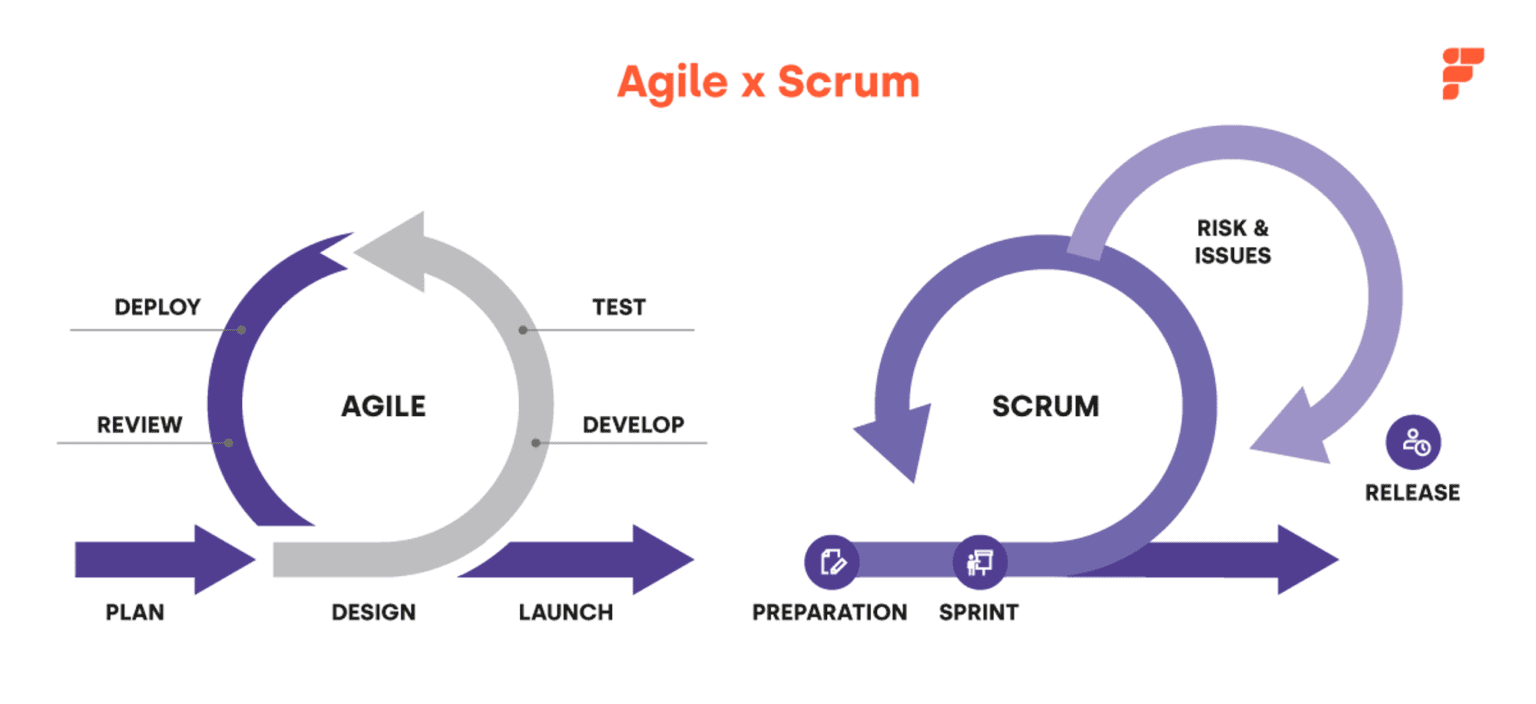 Agile x Scrum
DEPLOY
TEST
REVIEW
AGILE
DEVELOP
PLAN
DESIGN
LAUNCH
RISK &
ISSUES
SCRUM
RELEASE
PREPARATION
SPRINT